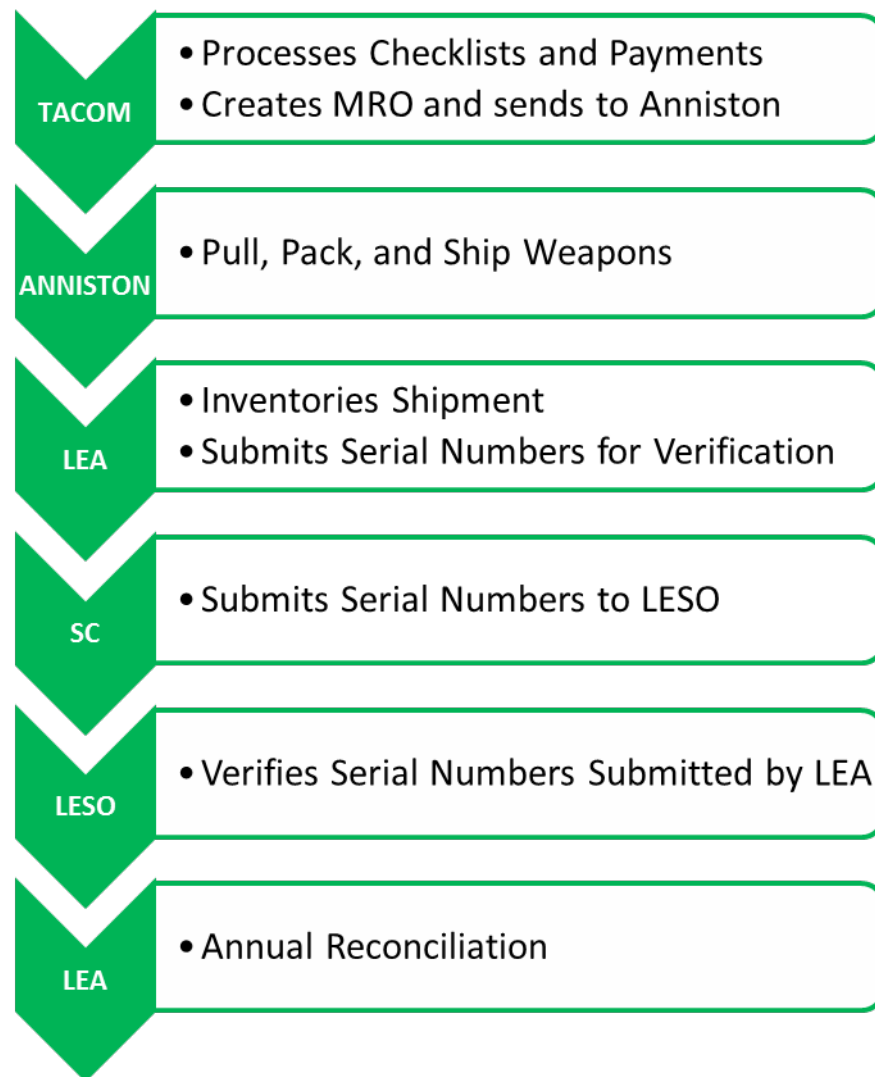 TACOM
• Processes Checklists and Payments
• Creates MRO and sends to Anniston
ANNISTON
• Pull, Pack, and Ship Weapons
LEA
• Inventories Shipment
• Submits Serial Numbers for Verification
SC
• Submits Serial Numbers to LESO
LESO
• Verifies Serial Numbers Submitted by LEA
LEA
• Annual Reconciliation